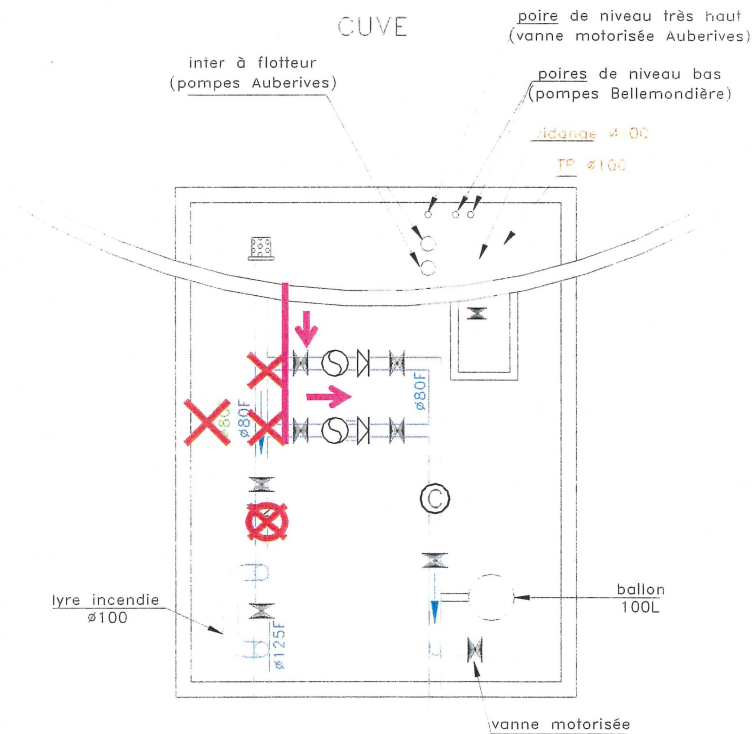 CUVE
poire de niveau très haut
(vanne motorisée Auberives)
inter à flotteur
(pompes Auberives)
poires de niveau bas
(pompes Bellemondière)
TP ø100
ø80F
ø80F
C
lyre incendie
ø100
ø125F
ballon
100L
vanne motorisée